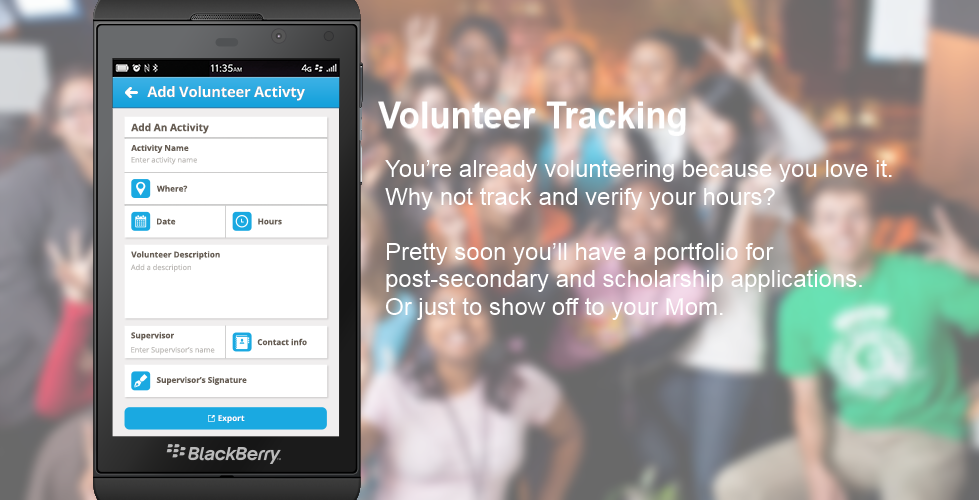 11:35AM
4G
Add Volunteer Activty
Add An Activity
Activity Name
Enter activity name
Where?
Date
Hours
Volunteer Description
Add a description
Supervisor
Enter Supervisor's name
Contact info
Supervisor's Signature
Export
BlackBerry
Volunteer Tracking
You're already volunteering because you love it.
Why not track and verify your hours?
Pretty soon you'll have a portfolio for
post-secondary and scholarship applications.
Or just to show off to your Mom.